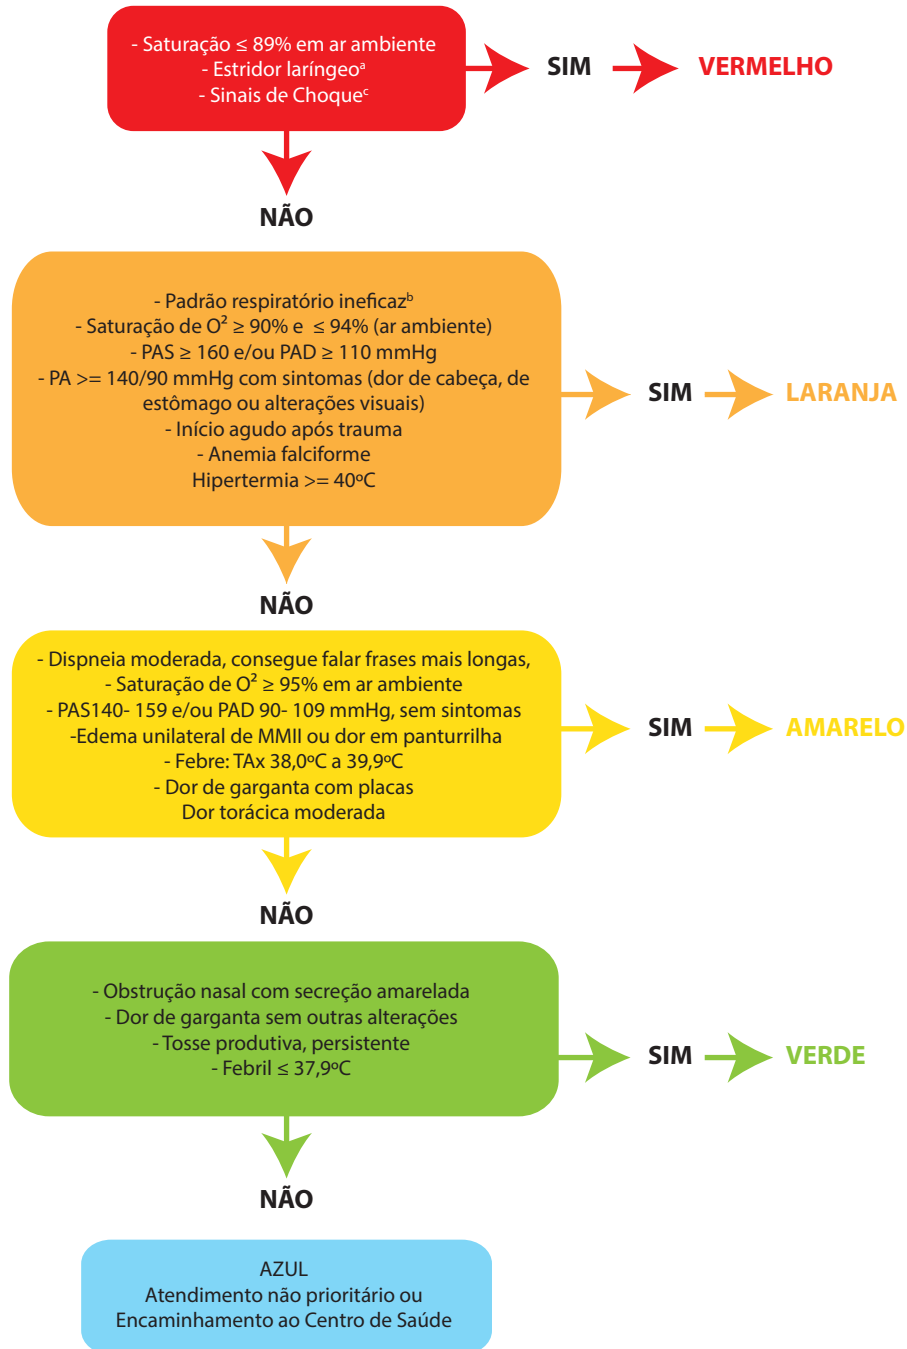 - Saturação ≤ 89% em ar ambiente
- Estridor laríngeoᵃ
- Sinais de Choqueᶜ
SIM
VERMELHO
NÃO
- Padrão respiratório ineficazᵇ
- Saturação de O² ≥ 90% e ≤ 94% (ar ambiente)
- PAS ≥ 160 e/ou PAD ≥ 110 mmHg
- PA >= 140/90 mmHg com sintomas (dor de cabeça, de
estômago ou alterações visuais)
- Início agudo após trauma
- Anemia falciforme
Hipertermia >= 40ºC
SIM
LARANJA
NÃO
- Dispneia moderada, consegue falar frases mais longas,
- Saturação de O² ≥ 95% em ar ambiente
- PAS140- 159 e/ou PAD 90- 109 mmHg, sem sintomas
-Edema unilateral de MMII ou dor em panturrilha
- Febre: TAx 38,0ºC a 39,9ºC
- Dor de garganta com placas
Dor torácica moderada
SIM
AMARELO
NÃO
- Obstrução nasal com secreção amarelada
- Dor de garganta sem outras alterações
- Tosse produtiva, persistente
- Febril ≤ 37,9ºC
SIM
VERDE
NÃO
AZUL
Atendimento não prioritário ou
Encaminhamento ao Centro de Saúde